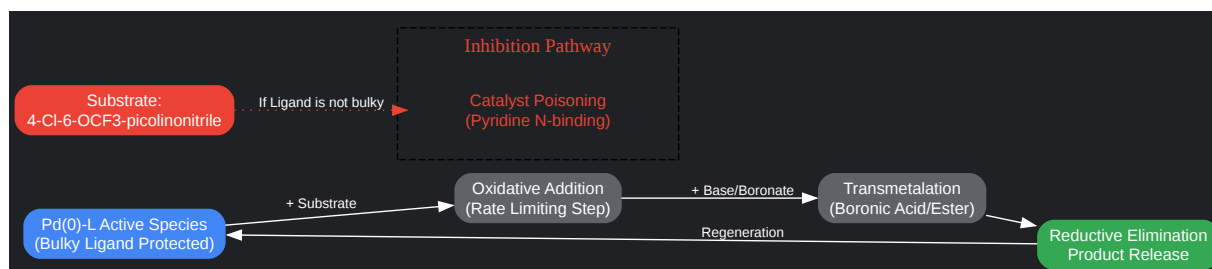 Inhibition Pathway
Substrate:
4-Cl-6-OCF3-picolinonitrile
If Ligand is not bulky
Catalyst Poisoning
(Pyridine N-binding)
Pd(0)-L Active Species
(Bulky Ligand Protected)
+ Substrate
Oxidative Addition
(Rate Limiting Step)
+ Base/Boronate
Transmetalation
(Boronic Acid/Ester)
Regeneration
Reductive Elimination
Product Release